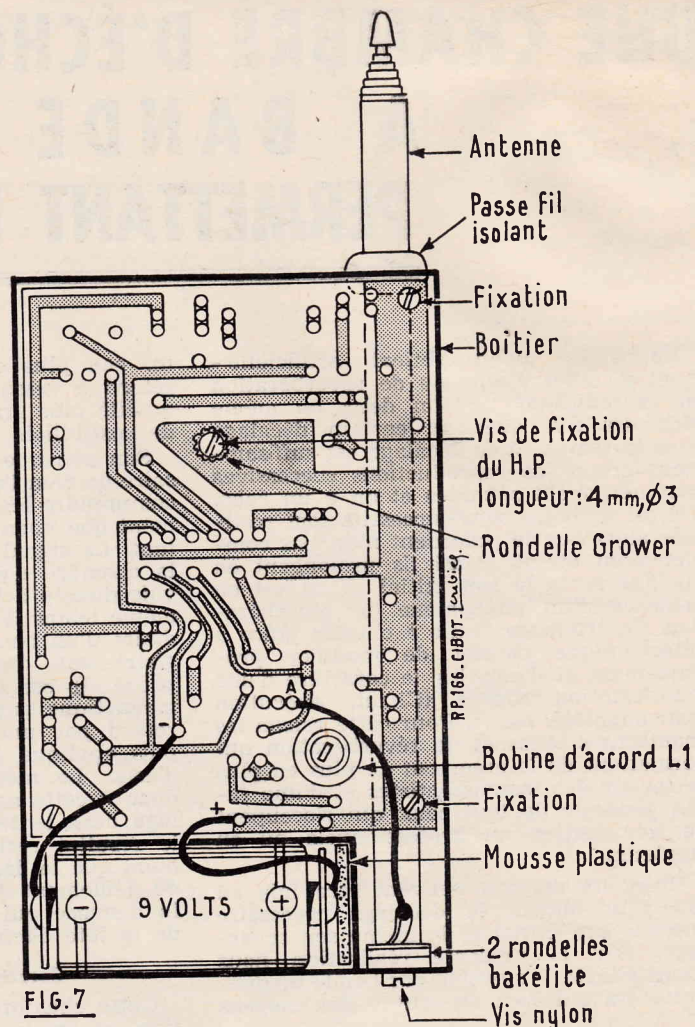 Antenne
Passe fil
isolant
Fixation
Boitier
Vis de fixation
du H.P.
longueur: 4 mm, Ø3
Rondelle Grower
RP.166.CIBOT.
A
-
Bobine d'accord L1
+
Fixation
Mousse plastique
- 9 VOLTS +
2 rondelles
bakélite
FIG.7
Vis nylon